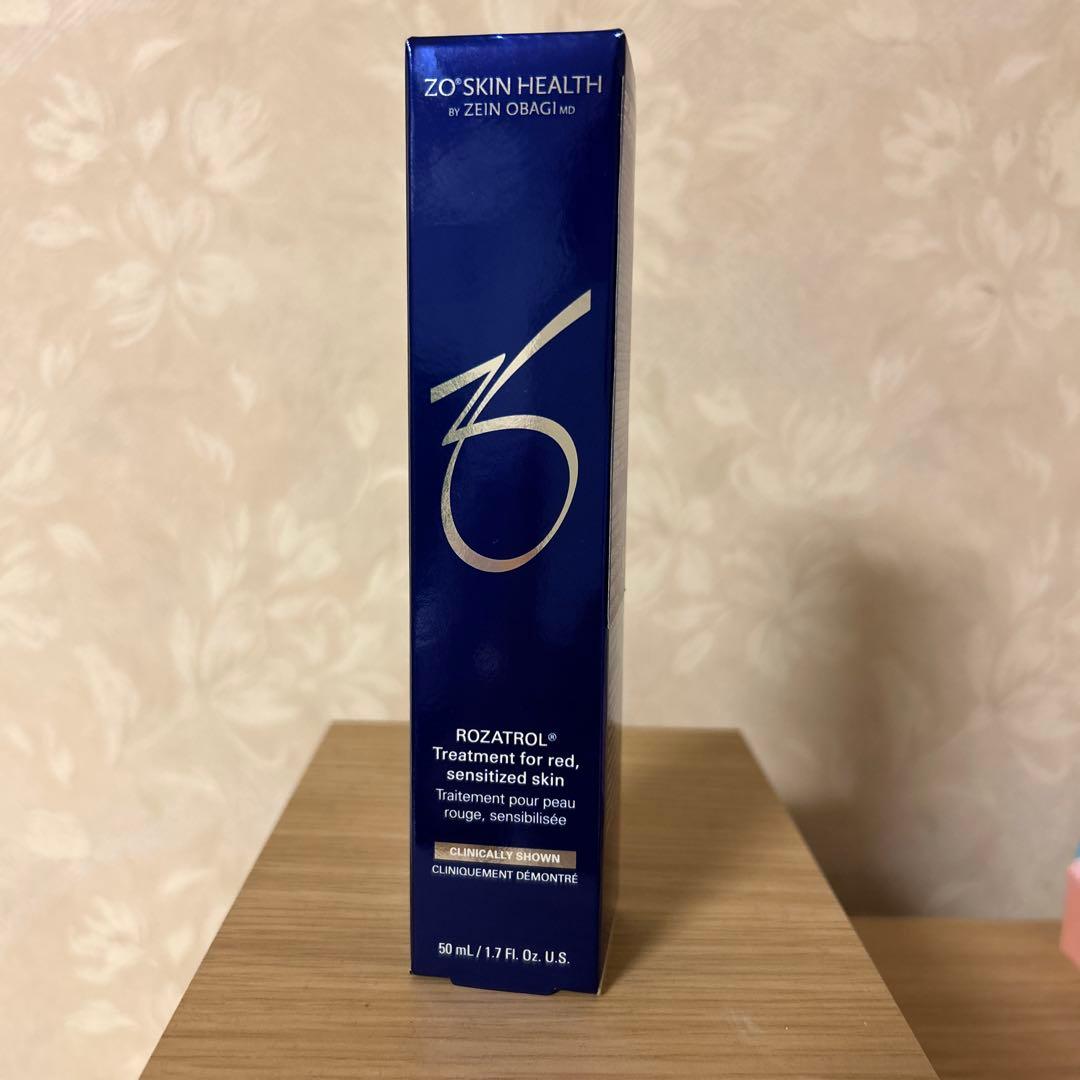 ZO® SKIN HEALTH
BY ZEIN OBAGI MD
ROZATROL®
Treatment for red,
sensitized skin
Traitement pour peau
rouge, sensibilisée
CLINICALLY SHOWN
CLINIQUEMENT DÉMONTRÉ
50 mL / 1.7 Fl. Oz. U.S.